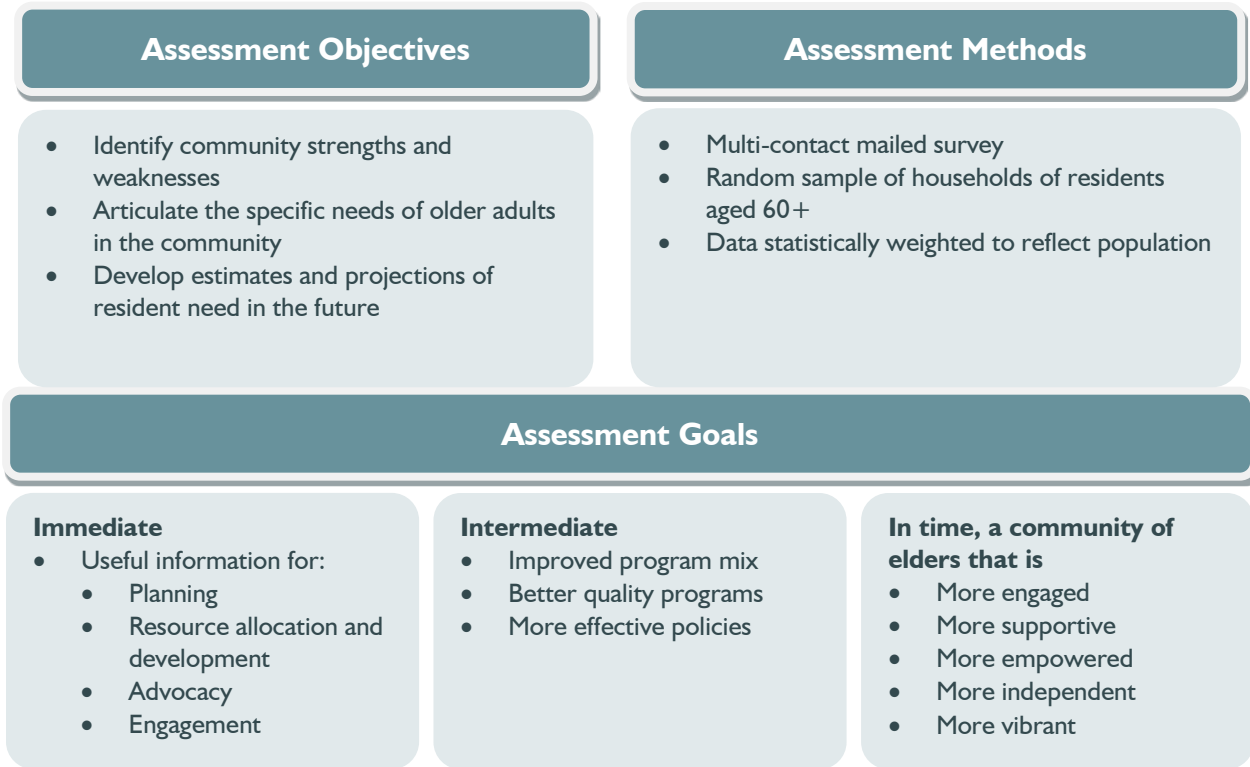 Assessment Objectives
• Identify community strengths and
weaknesses
• Articulate the specific needs of older adults
in the community
• Develop estimates and projections of
resident need in the future
Assessment Methods
• Multi-contact mailed survey
• Random sample of households of residents
aged 60+
• Data statistically weighted to reflect population
Assessment Goals
Immediate
• Useful information for:
• Planning
• Resource allocation and
development
• Advocacy
• Engagement
Intermediate
• Improved program mix
• Better quality programs
• More effective policies
In time, a community of
elders that is
• More engaged
• More supportive
• More empowered
• More independent
• More vibrant